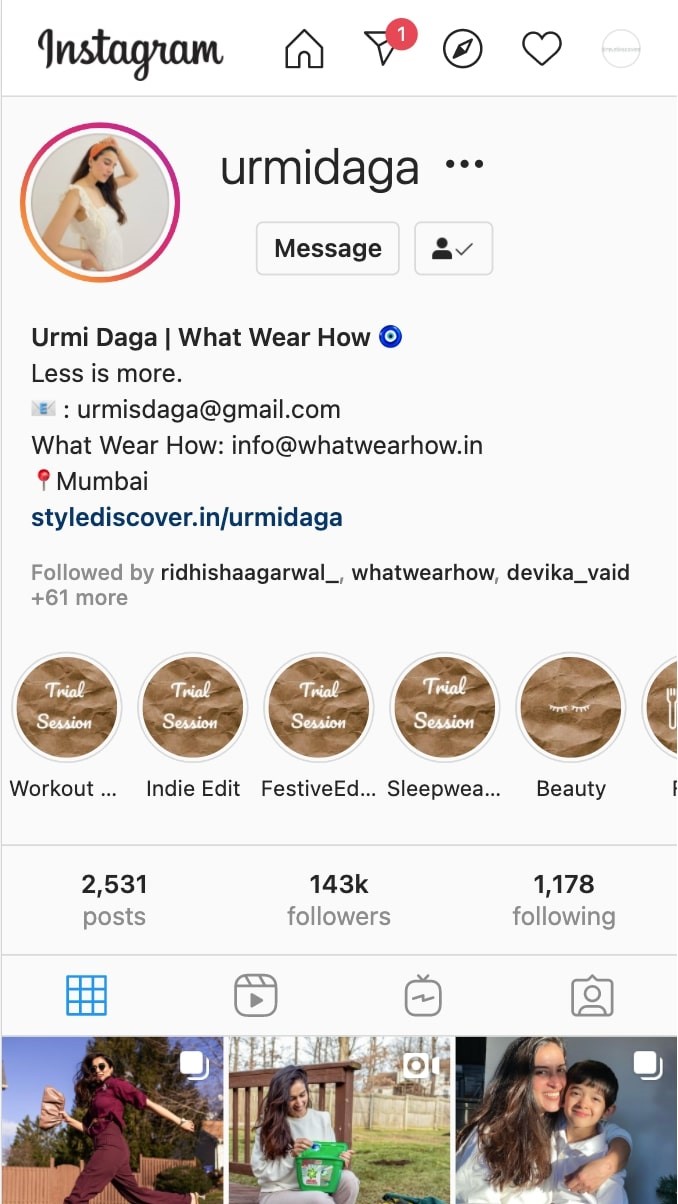 Instagram
1
urmidaga
Message
Urmi Daga | What Wear How 🧿
Less is more.
📧 : urmisdaga@gmail.com
What Wear How: info@whatwearhow.in
📍Mumbai
stylediscover.in/urmidaga
Followed by ridhishaagarwal_, whatwearhow, devika_vaid
+61 more
Trial
Session
Trial
Session
Trial
Session
Trial
Session
Workout ...
Indie Edit
FestiveEd...
Sleepwea...
Beauty
2,531
posts
143k
followers
1,178
following